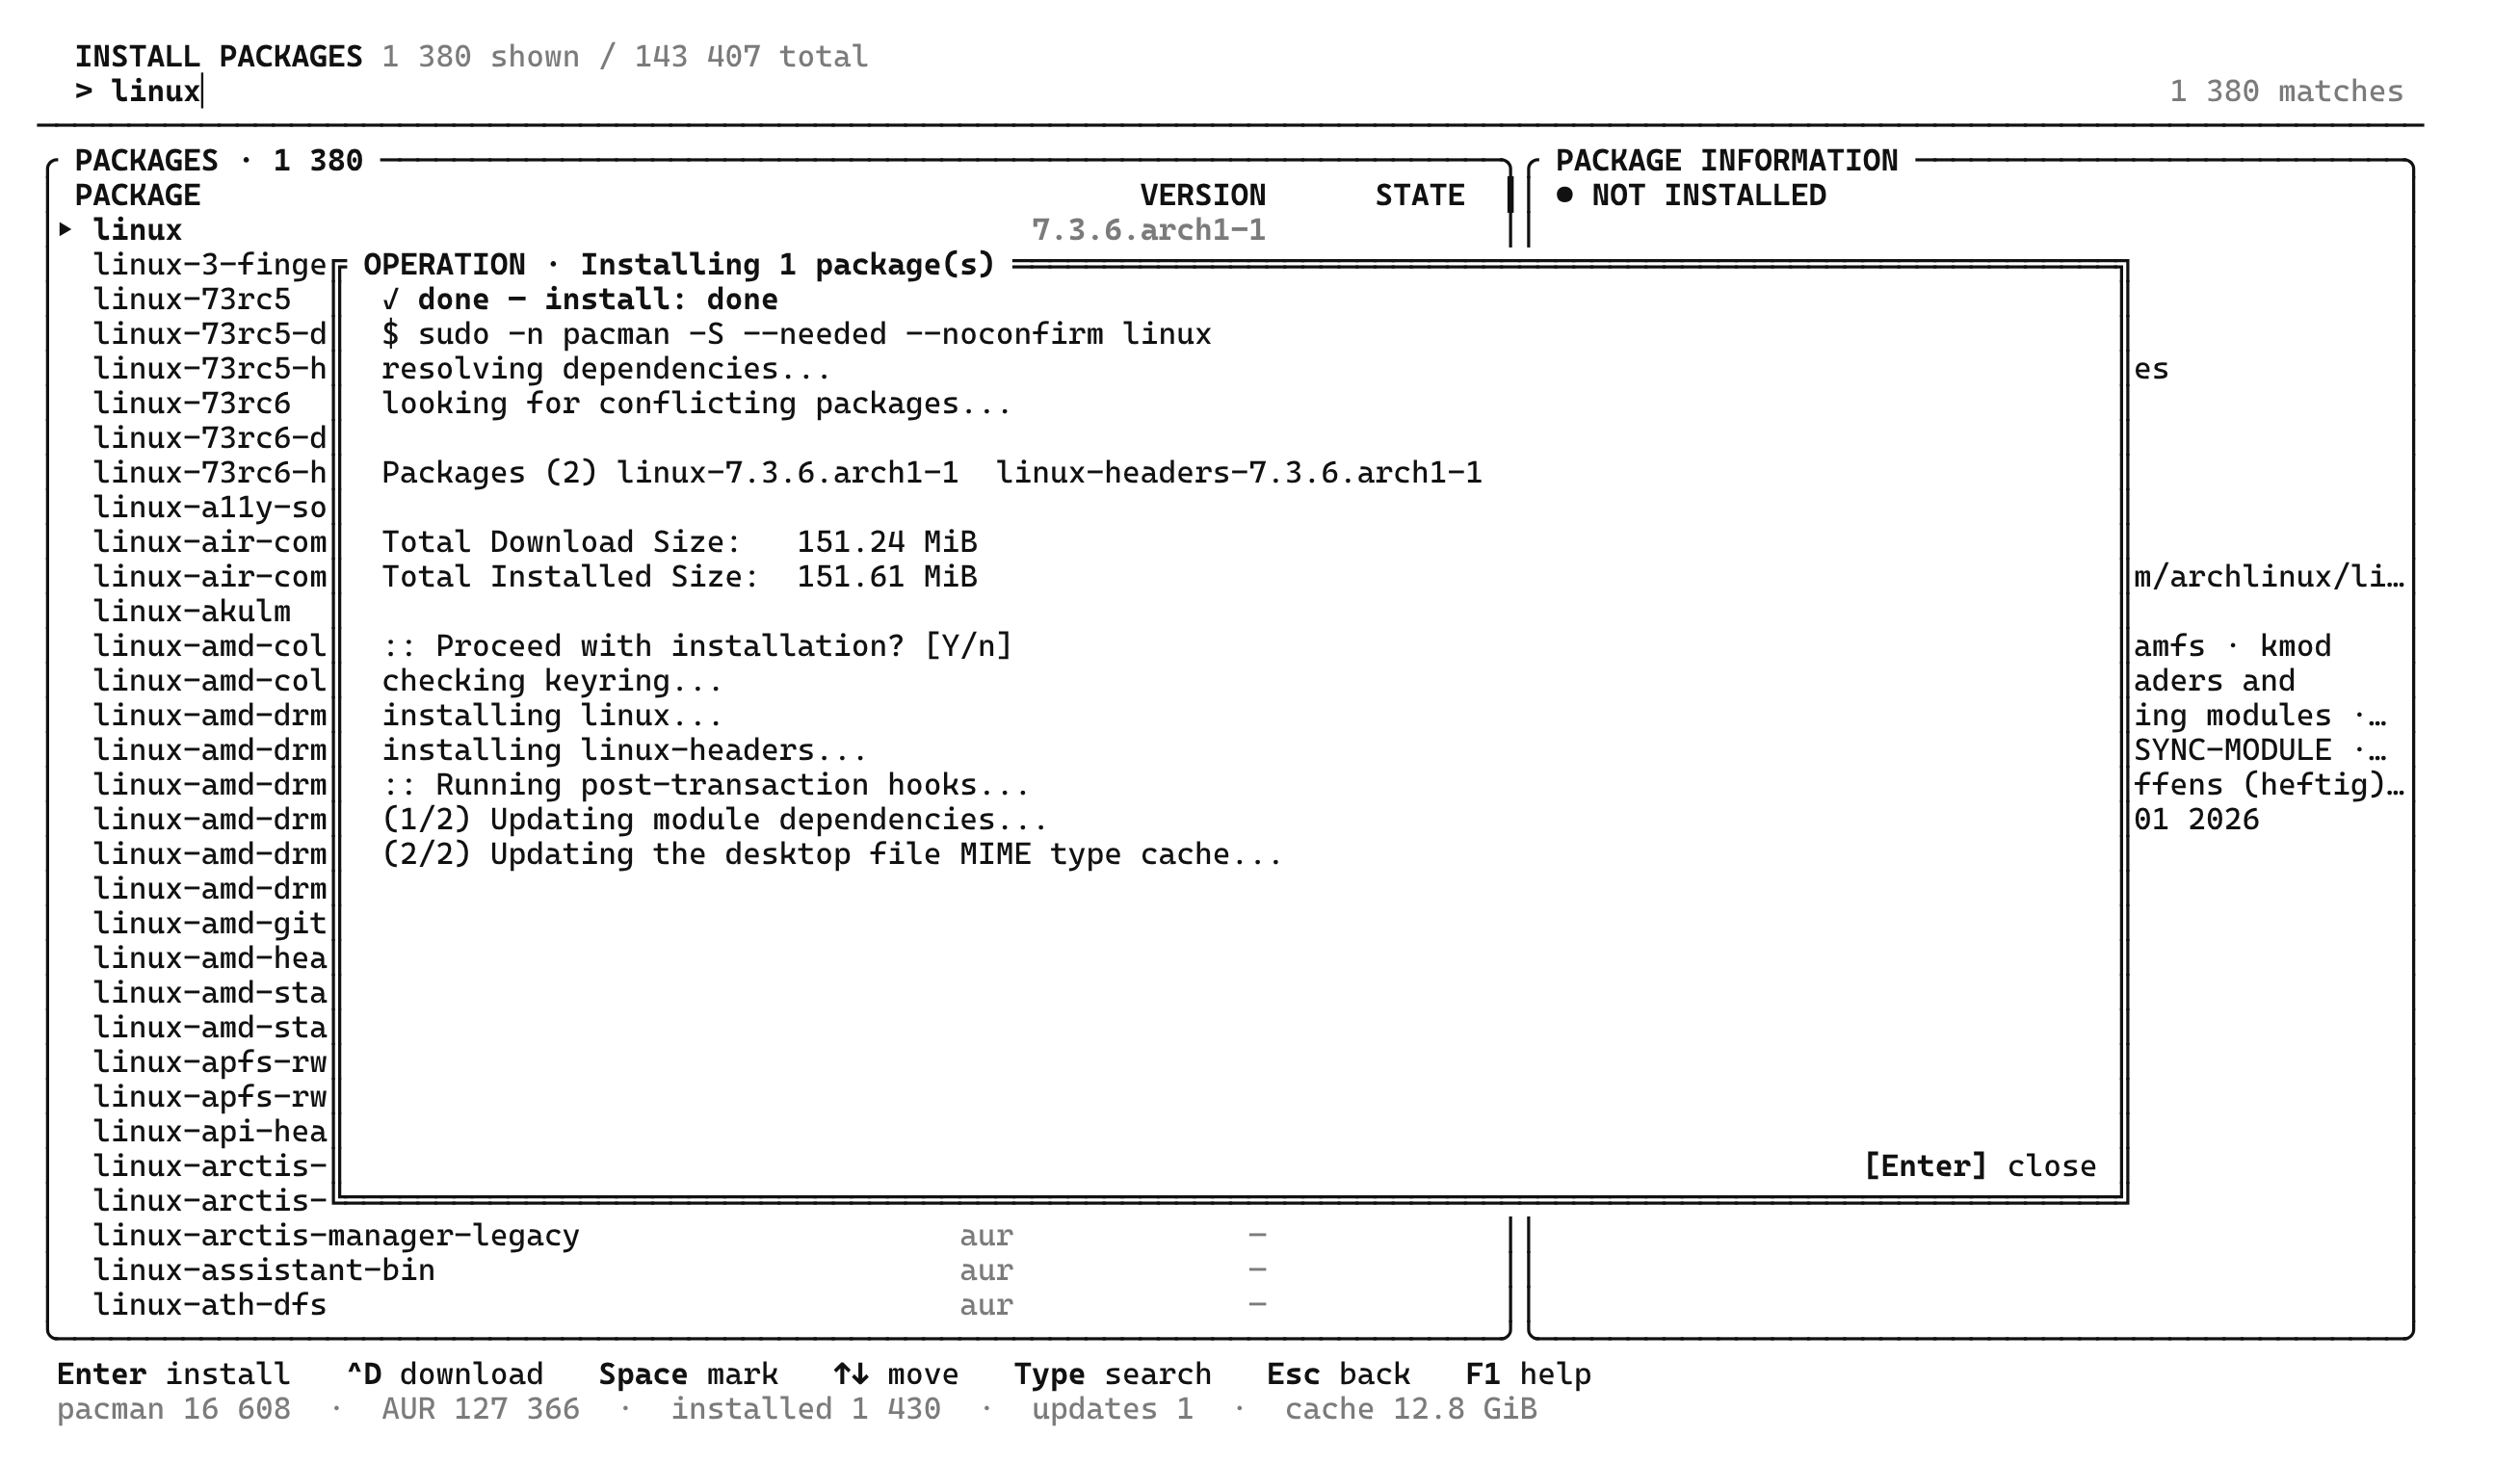 INSTALL PACKAGES 1 380 shown / 143 407 total
> linux 1 380 matches
PACKAGES · 1 380 PACKAGE INFORMATION
PACKAGE VERSION STATE ● NOT INSTALLED
▸ linux 7.3.6.arch1-1
linux-3-finge OPERATION · Installing 1 package(s)
linux-73rc5 √ done — install: done
linux-73rc5-d $ sudo -n pacman -S --needed --noconfirm linux
linux-73rc5-h resolving dependencies... es
linux-73rc6 looking for conflicting packages...
linux-73rc6-d
linux-73rc6-h Packages (2) linux-7.3.6.arch1-1  linux-headers-7.3.6.arch1-1
linux-a11y-so
linux-air-com Total Download Size:   151.24 MiB
linux-air-com Total Installed Size:  151.61 MiB m/archlinux/li…
linux-akulm
linux-amd-col :: Proceed with installation? [Y/n] amfs · kmod
linux-amd-col checking keyring... aders and
linux-amd-drm installing linux... ing modules ·…
linux-amd-drm installing linux-headers... SYNC-MODULE ·…
linux-amd-drm :: Running post-transaction hooks... ffens (heftig)…
linux-amd-drm (1/2) Updating module dependencies... 01 2026
linux-amd-drm (2/2) Updating the desktop file MIME type cache...
linux-amd-drm
linux-amd-git
linux-amd-hea
linux-amd-sta
linux-amd-sta
linux-apfs-rw
linux-apfs-rw
linux-api-hea
linux-arctis- [Enter] close
linux-arctis-
linux-arctis-manager-legacy aur —
linux-assistant-bin aur —
linux-ath-dfs aur —
Enter install ^D download Space mark ↑↓ move Type search Esc back F1 help
pacman 16 608 · AUR 127 366 · installed 1 430 · updates 1 · cache 12.8 GiB